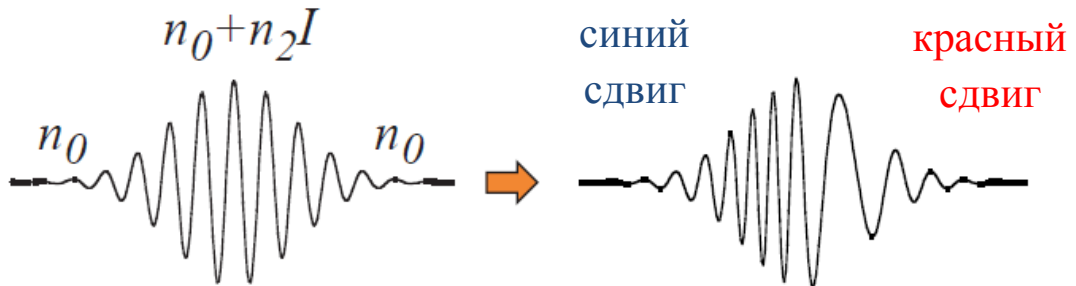 n₀+n₂I
n₀
n₀
синий
сдвиг
красный
сдвиг